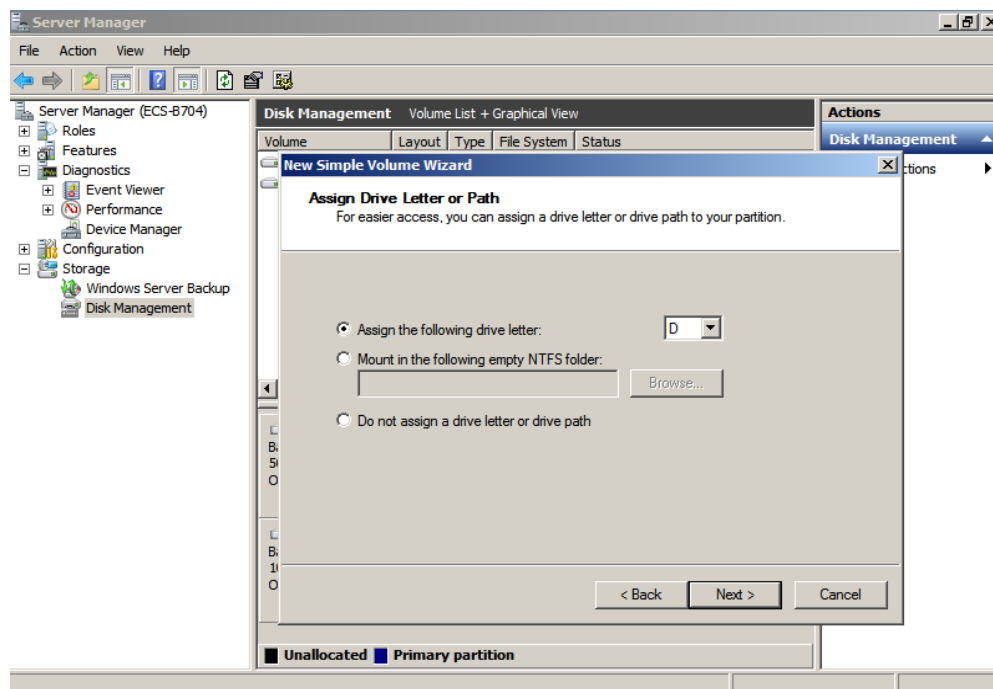 Server Manager
File Action View Help
Server Manager (ECS-B704)
Roles
Features
Diagnostics
Event Viewer
Performance
Device Manager
Configuration
Storage
Windows Server Backup
Disk Management
Disk Management Volume List + Graphical View
Volume Layout Type File System Status
Actions
Disk Management
ctions
New Simple Volume Wizard
Assign Drive Letter or Path
For easier access, you can assign a drive letter or drive path to your partition.
Assign the following drive letter: D
Mount in the following empty NTFS folder:
Browse...
Do not assign a drive letter or drive path
< Back Next > Cancel
Unallocated Primary partition